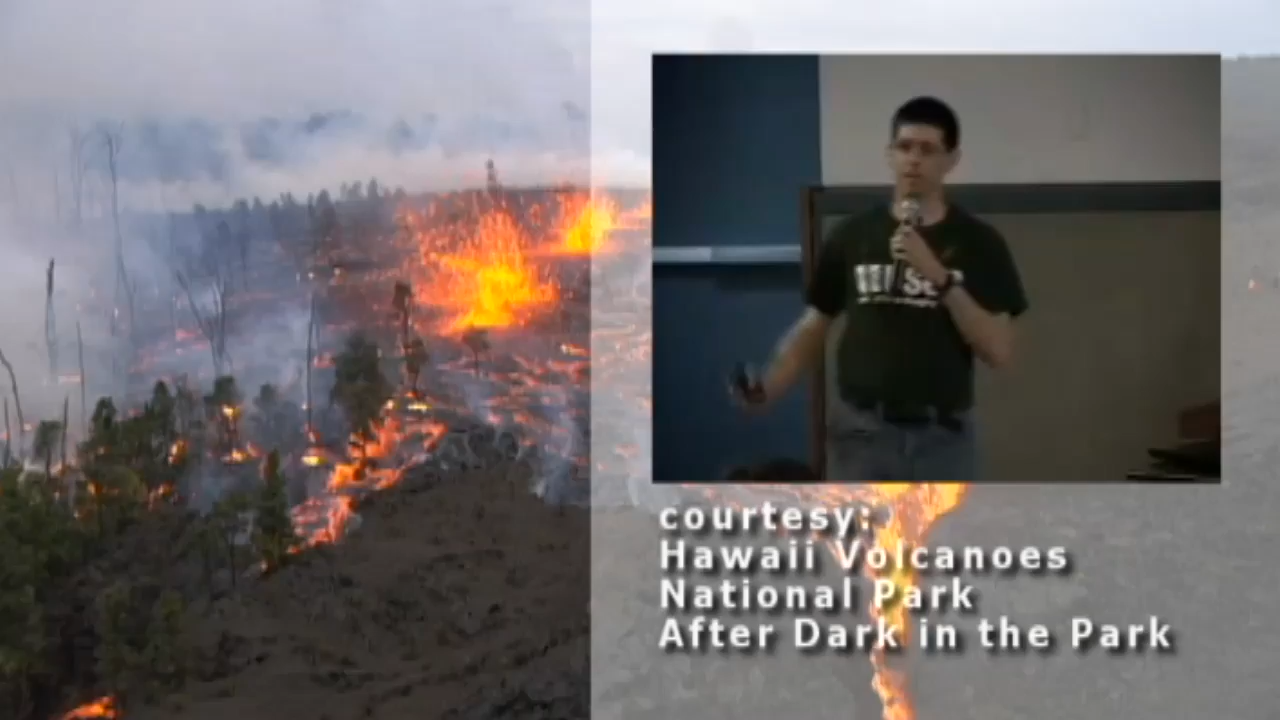 courtesy:
Hawaii Volcanoes
National Park
After Dark in the Park